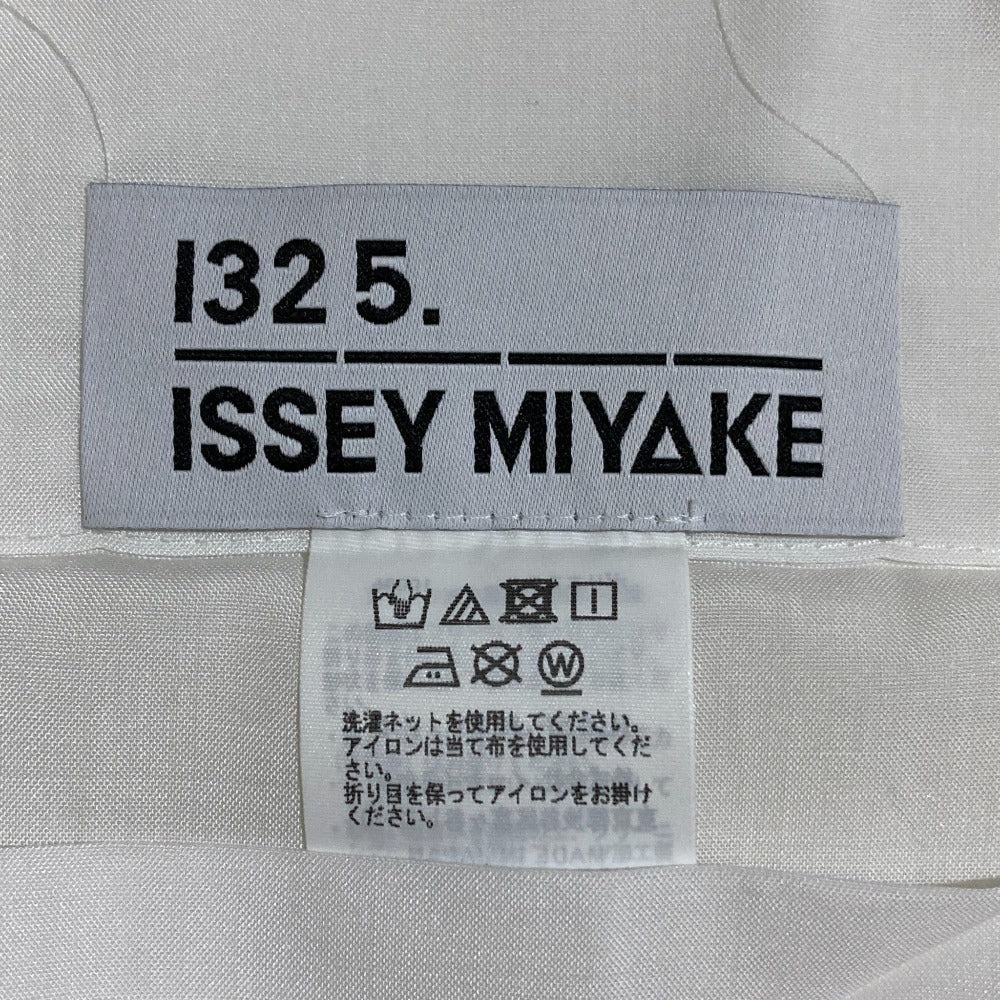 132 5.
ISSEY MIYAKE
W
洗濯ネットを使用してください。
アイロンは当て布を使用してくだ
さい。
折り目を保ってアイロンをお掛け
ください。